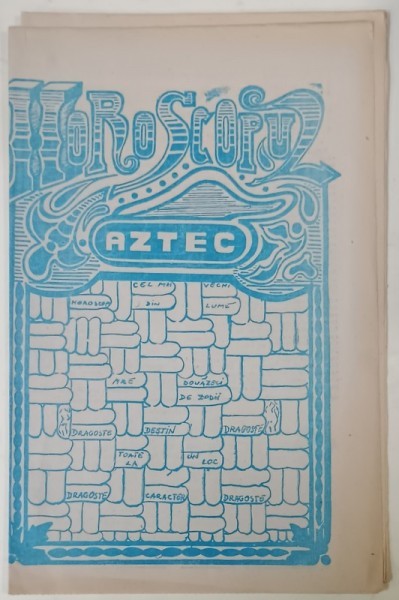 HOROSCOPUL
AZTEC
CEL MAI VECHI
HOROSCOP DIN LUME
ARE DOUĂZECI
DE ZODII
DRAGOSTE DESTIN DRAGOSTE
TOATE UN
LA LOC
DRAGOSTE CARACTER DRAGOSTE